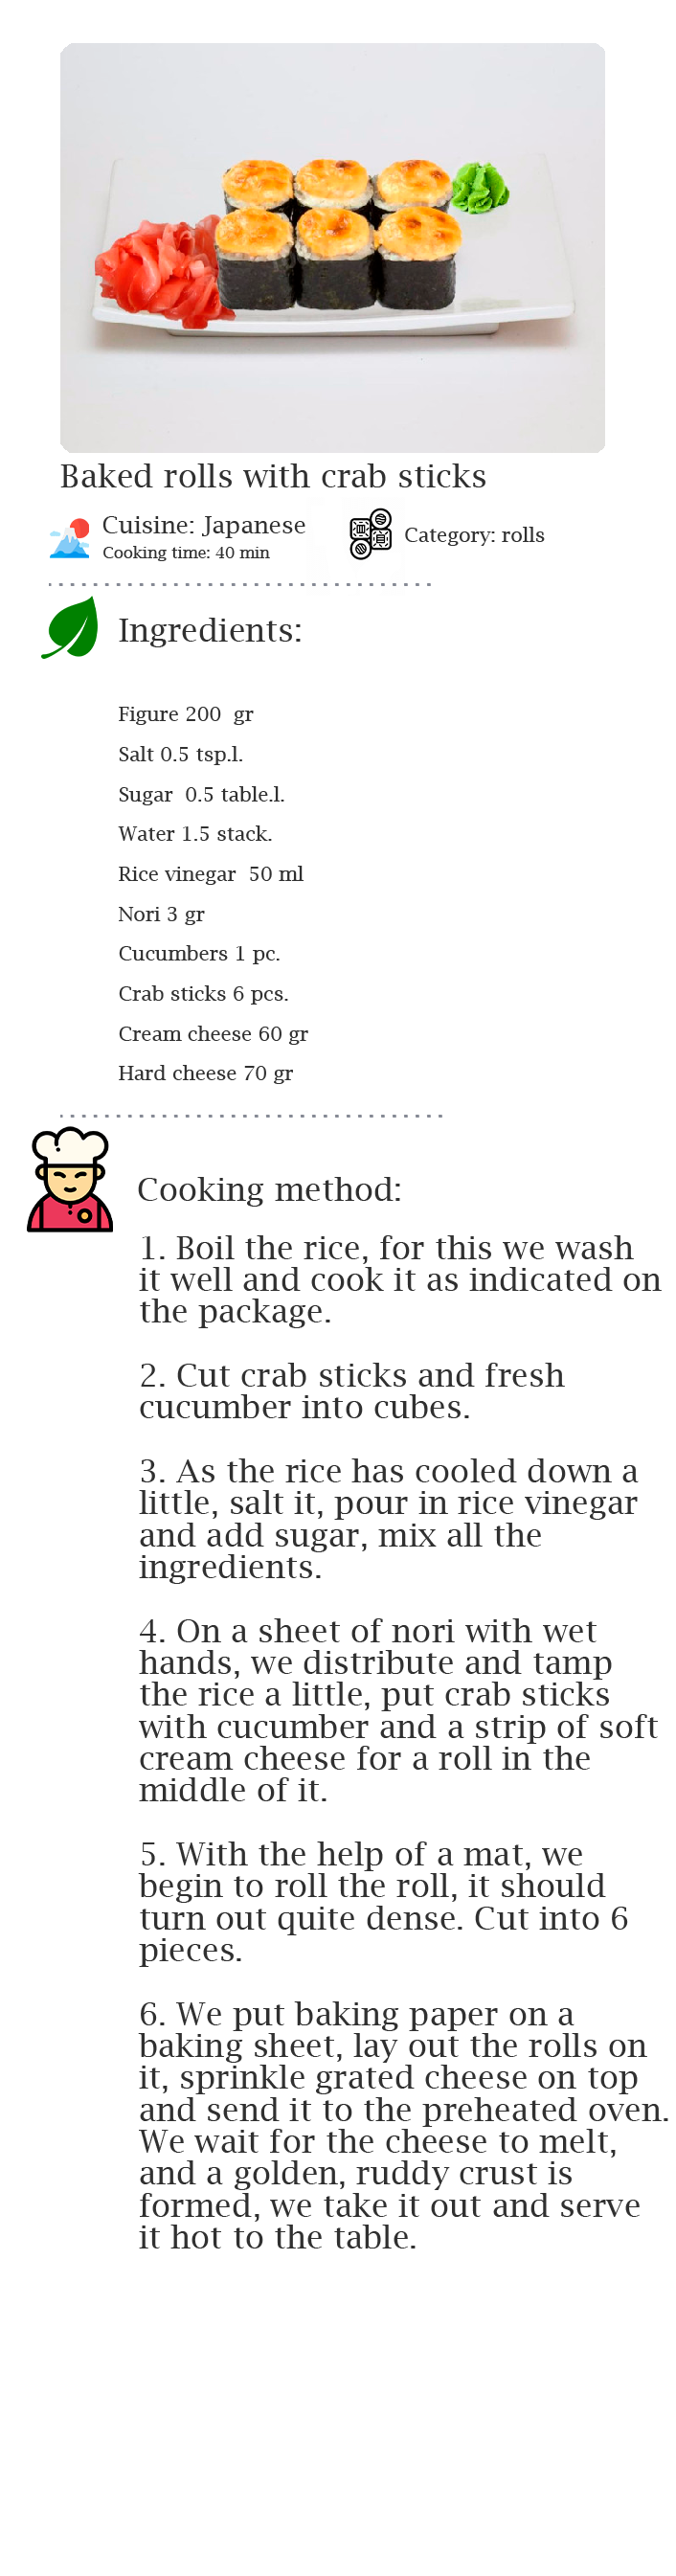 Baked rolls with crab sticks
Cuisine: Japanese
Cooking time: 40 min
Category: rolls
Ingredients:
Figure 200  gr
Salt 0.5 tsp.l.
Sugar  0.5 table.l.
Water 1.5 stack.
Rice vinegar  50 ml
Nori 3 gr
Cucumbers 1 pc.
Crab sticks 6 pcs.
Cream cheese 60 gr
Hard cheese 70 gr
Cooking method:
1. Boil the rice, for this we wash
it well and cook it as indicated on
the package.
2. Cut crab sticks and fresh
cucumber into cubes.
3. As the rice has cooled down a
little, salt it, pour in rice vinegar
and add sugar, mix all the
ingredients.
4. On a sheet of nori with wet
hands, we distribute and tamp
the rice a little, put crab sticks
with cucumber and a strip of soft
cream cheese for a roll in the
middle of it.
5. With the help of a mat, we
begin to roll the roll, it should
turn out quite dense. Cut into 6
pieces.
6. We put baking paper on a
baking sheet, lay out the rolls on
it, sprinkle grated cheese on top
and send it to the preheated oven.
We wait for the cheese to melt,
and a golden, ruddy crust is
formed, we take it out and serve
it hot to the table.